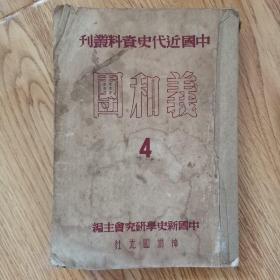 中國近代史資料叢刊
義和團
4
中國新史學研究會主編
神州國光社